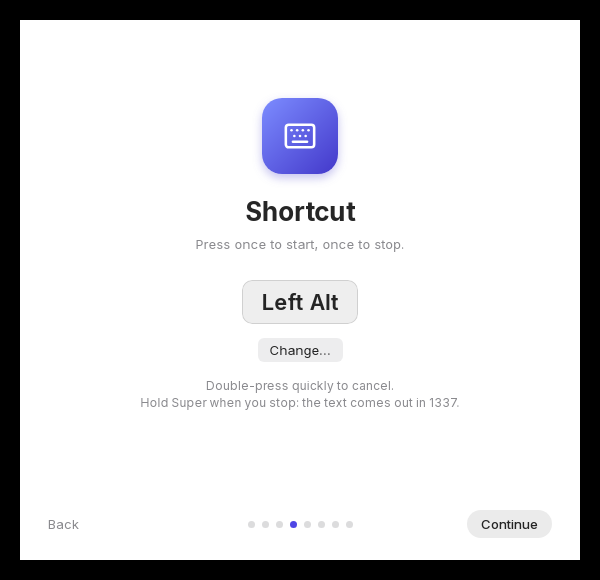 Shortcut
Press once to start, once to stop.
Left Alt
Change...
Double-press quickly to cancel.
Hold Super when you stop: the text comes out in 1337.
Back
Continue